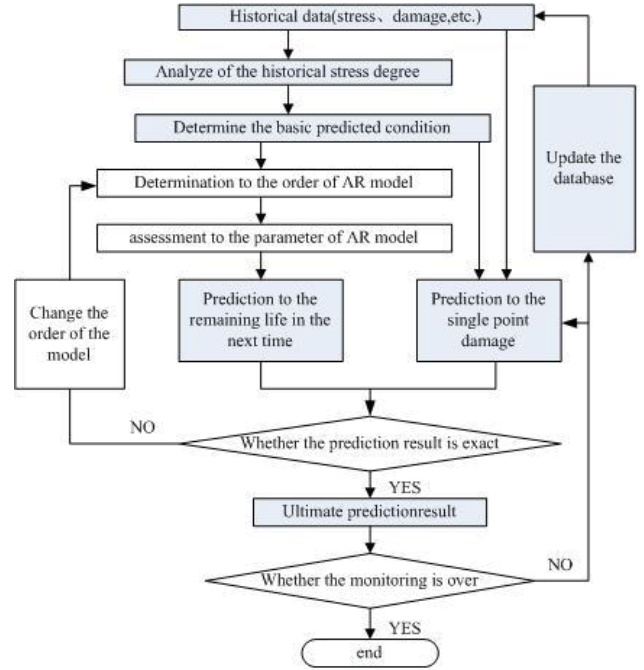 Historical data(stress、damage,etc.)
Analyze of the historical stress degree
Determine the basic predicted condition
Update the
database
Determination to the order of AR model
assessment to the parameter of AR model
Change the
order of the
model
Prediction to the
remaining life in the
next time
Prediction to the
single point
damage
NO
Whether the prediction result is exact
YES
Ultimate predictionresult
NO
Whether the monitoring is over
YES
end